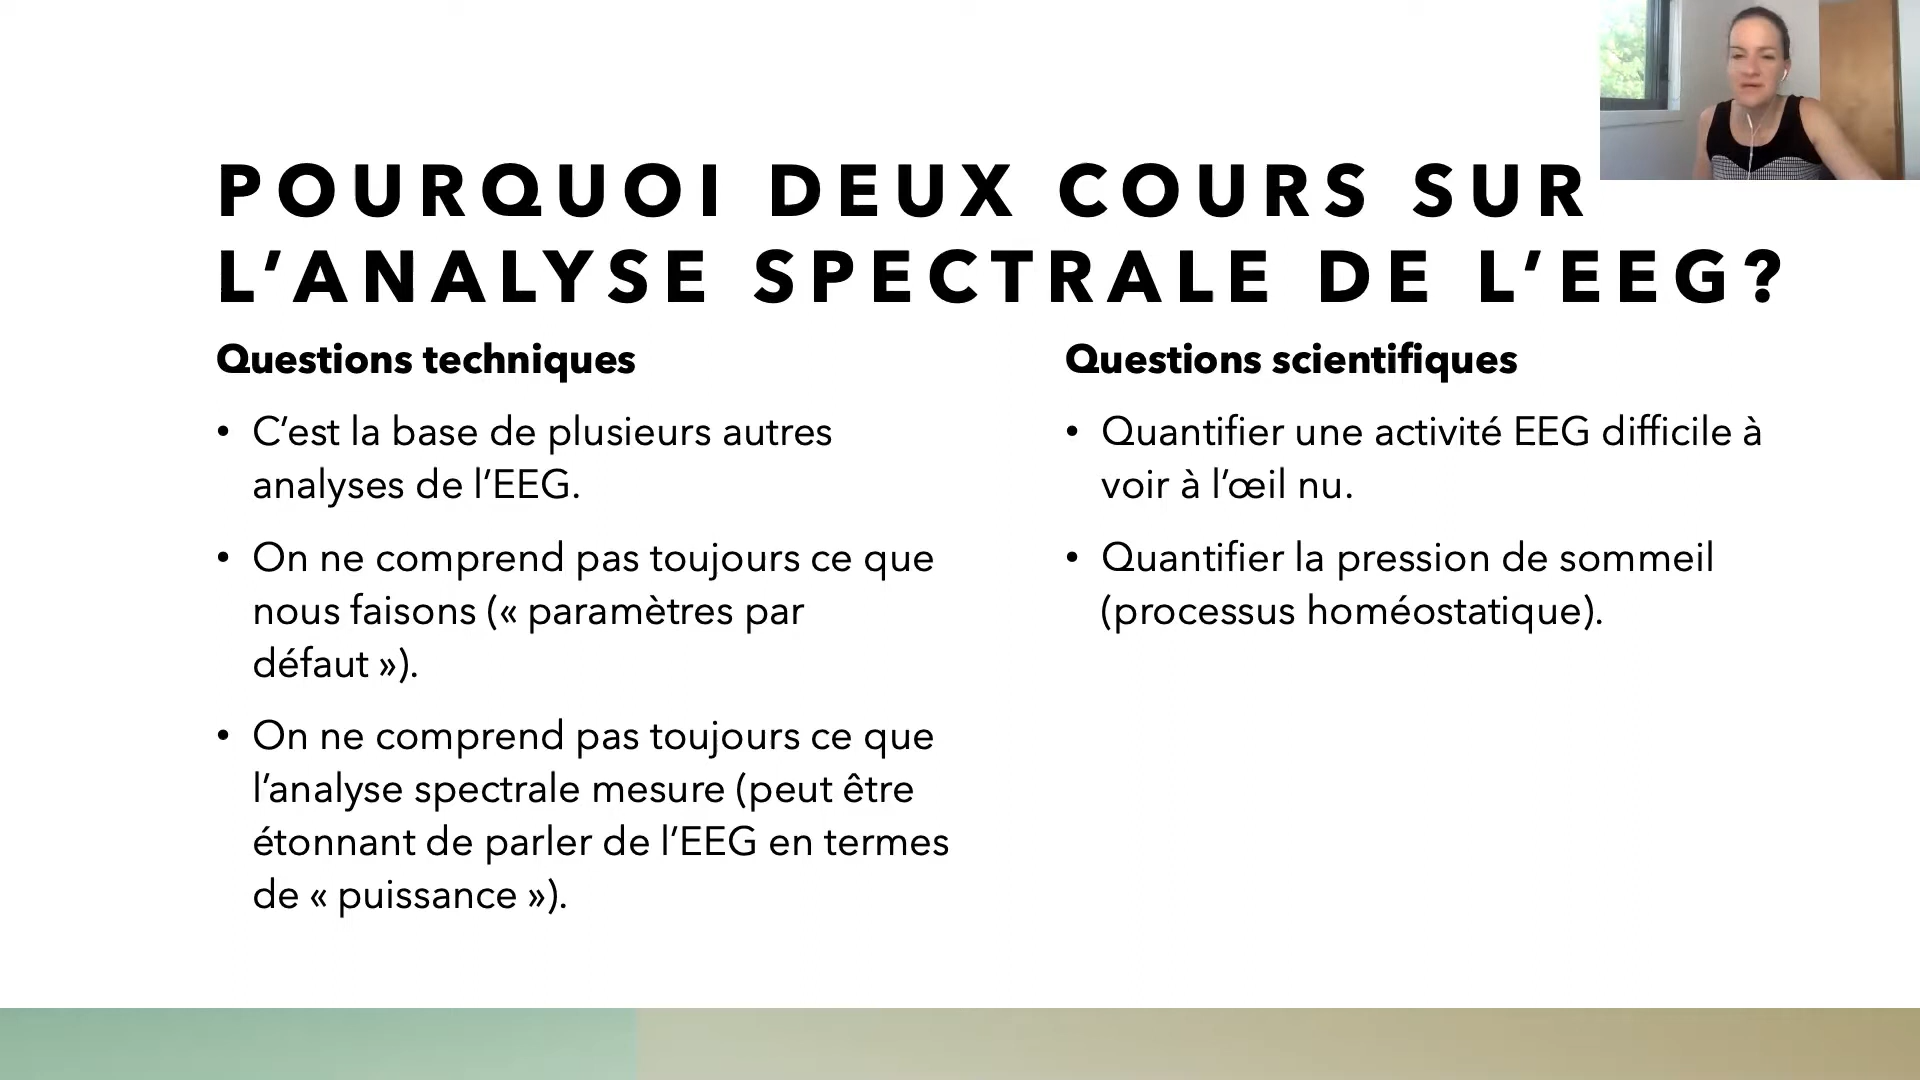 POURQUOI DEUX COURS SUR
L’ANALYSE SPECTRALE DE L’EEG?
Questions techniques
• C’est la base de plusieurs autres
analyses de l’EEG.
• On ne comprend pas toujours ce que
nous faisons (« paramètres par
défaut »).
• On ne comprend pas toujours ce que
l’analyse spectrale mesure (peut être
étonnant de parler de l’EEG en termes
de « puissance »).
Questions scientifiques
• Quantifier une activité EEG difficile à
voir à l’œil nu.
• Quantifier la pression de sommeil
(processus homéostatique).